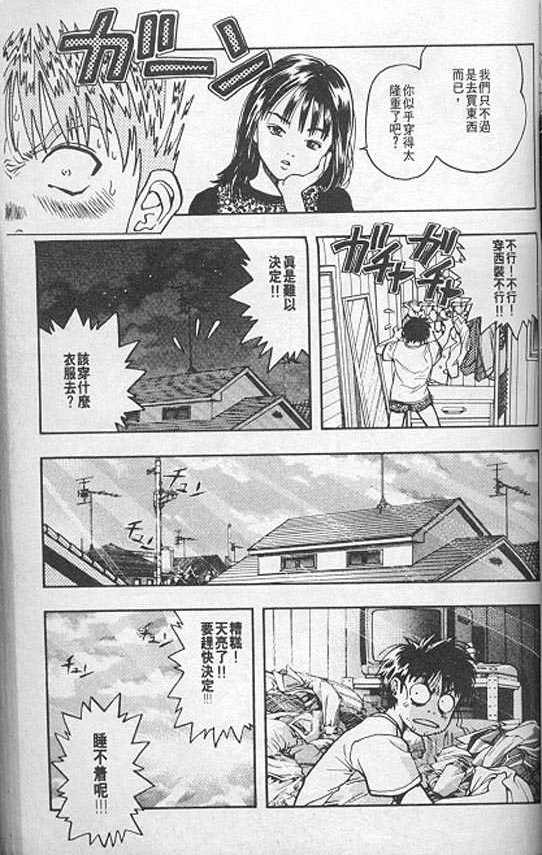 我們只不過
是去買東西
而已，
你似乎穿得太
隆重了吧？
ガーン
不行！不行！
穿西裝不行！！
ガチャ
ガチャ
真是難以
決定！！
該穿什麼
衣服去？
チュン
チュン
糟糕！
天亮了！！
要趕快決定！！！
チュン
チュン
睡不着呢！！！